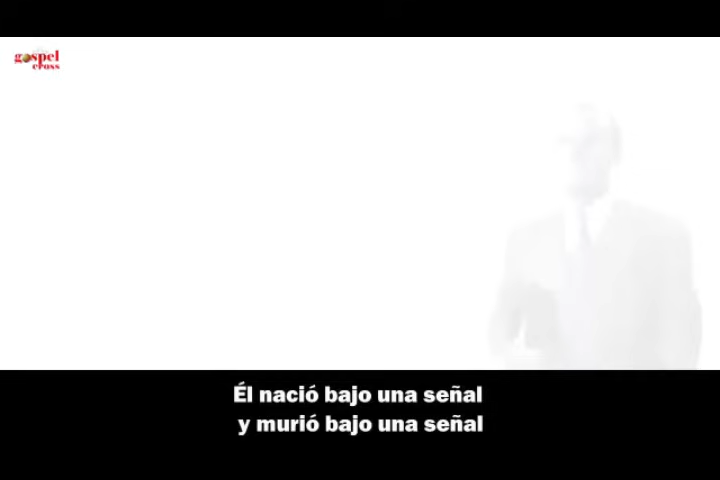 gospel
cross
Él nació bajo una señal
y murió bajo una señal